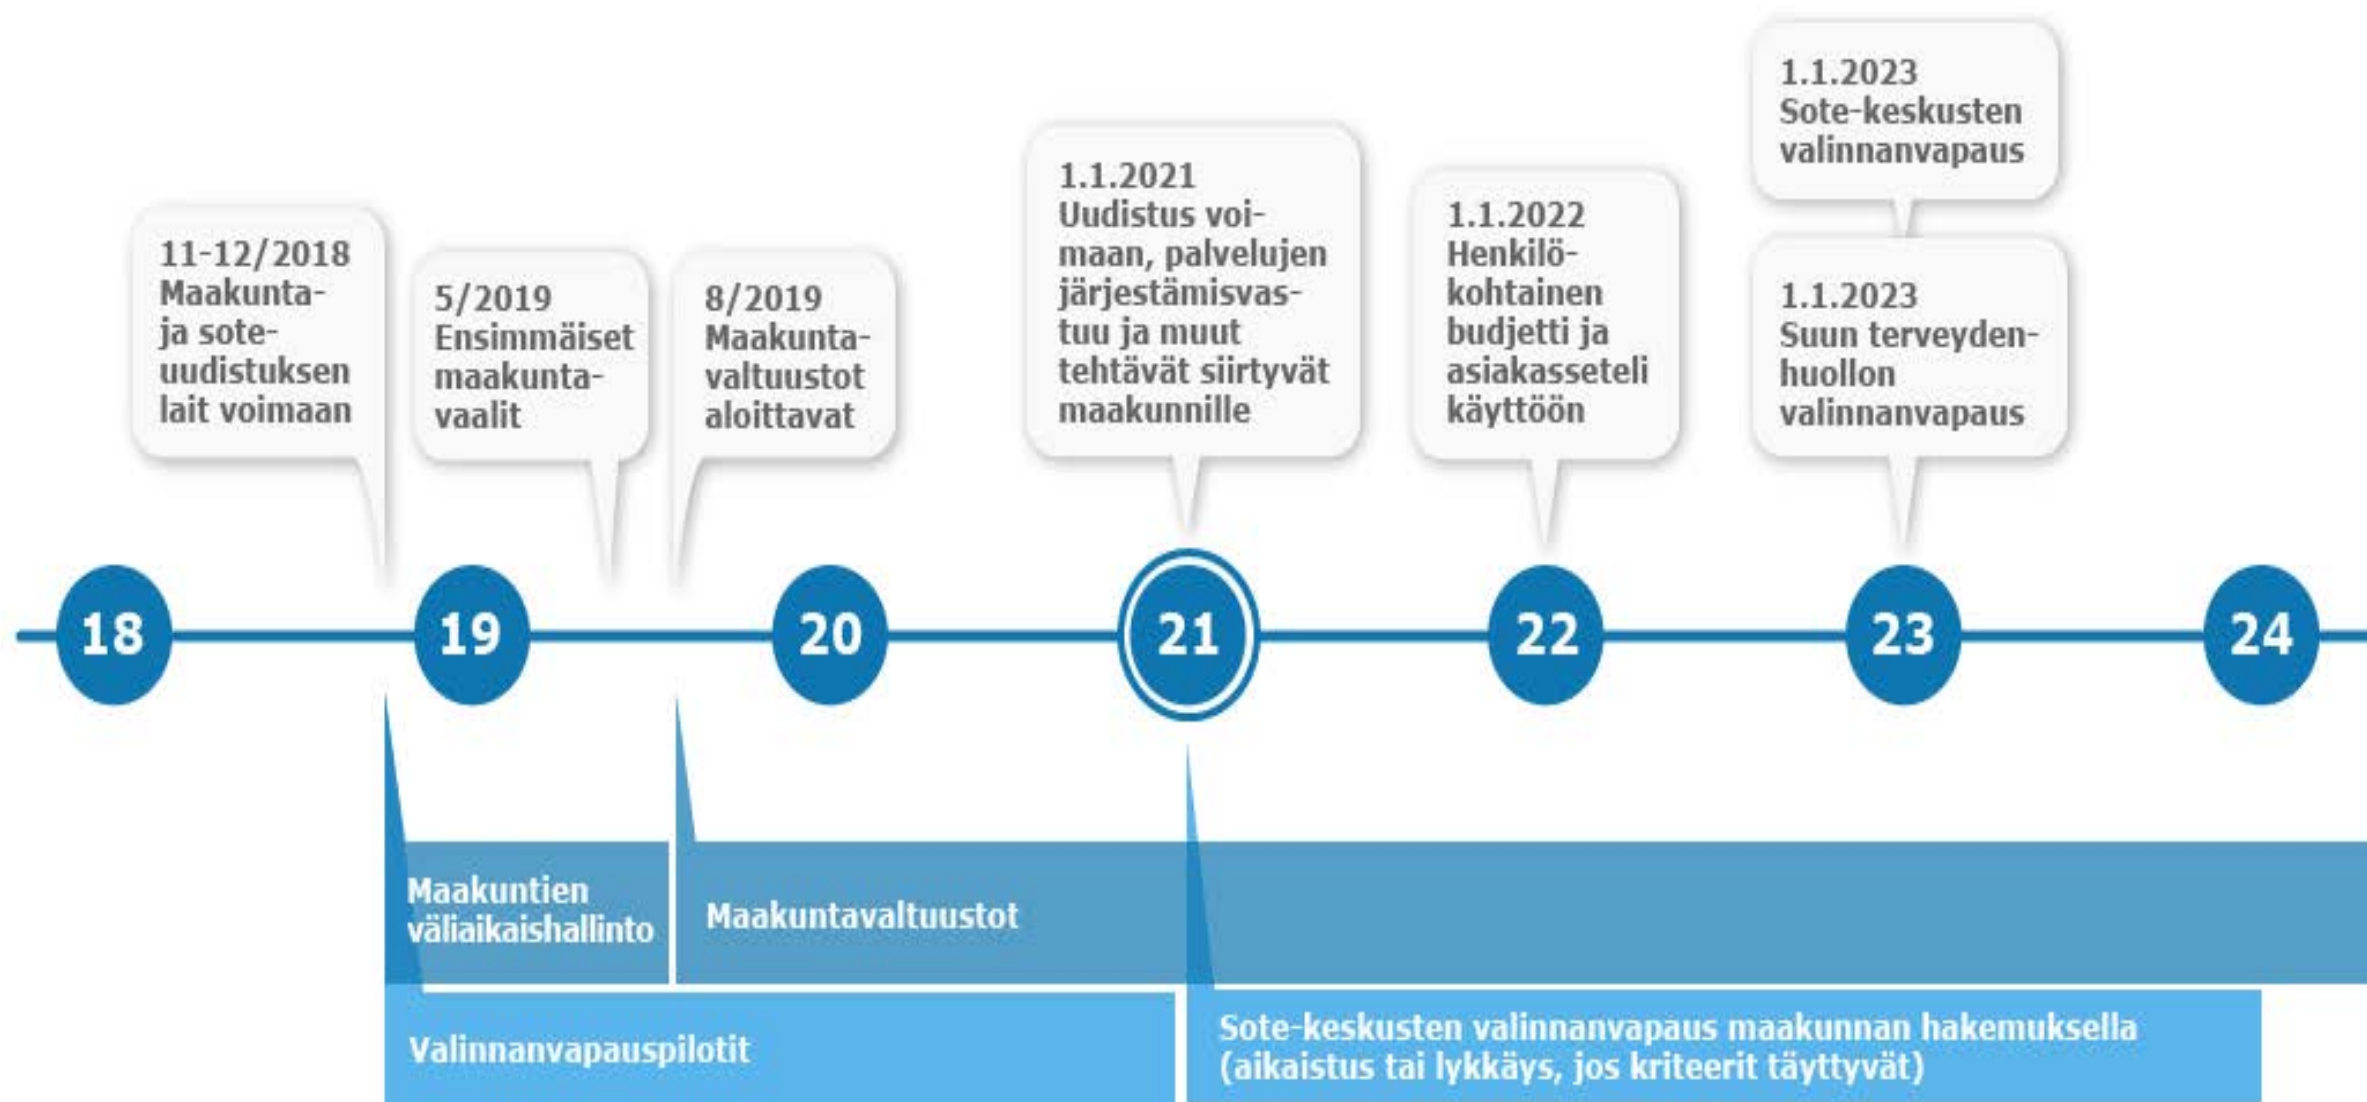 11-12/2018
Maakunta-
ja sote-
uudistuksen
lait voimaan
5/2019
Ensimmäiset
maakunta-
vaalit
8/2019
Maakunta-
valtuustot
aloittavat
1.1.2021
Uudistus voi-
maan, palvelujen
järjestämisvas-
tuu ja muut
tehtävät siirtyvät
maakunnille
1.1.2022
Henkilö-
kohtainen
budjetti ja
asiakasseteli
käyttöön
1.1.2023
Sote-keskusten
valinnanvapaus
1.1.2023
Suun terveyden-
huollon
valinnanvapaus
18
19
20
21
22
23
24
Maakuntien
väliaikaishallinto
Maakuntavaltuustot
Valinnanvapauspilotit
Sote-keskusten valinnanvapaus maakunnan hakemuksella
(aikaistus tai lykkäys, jos kriteerit täyttyvät)